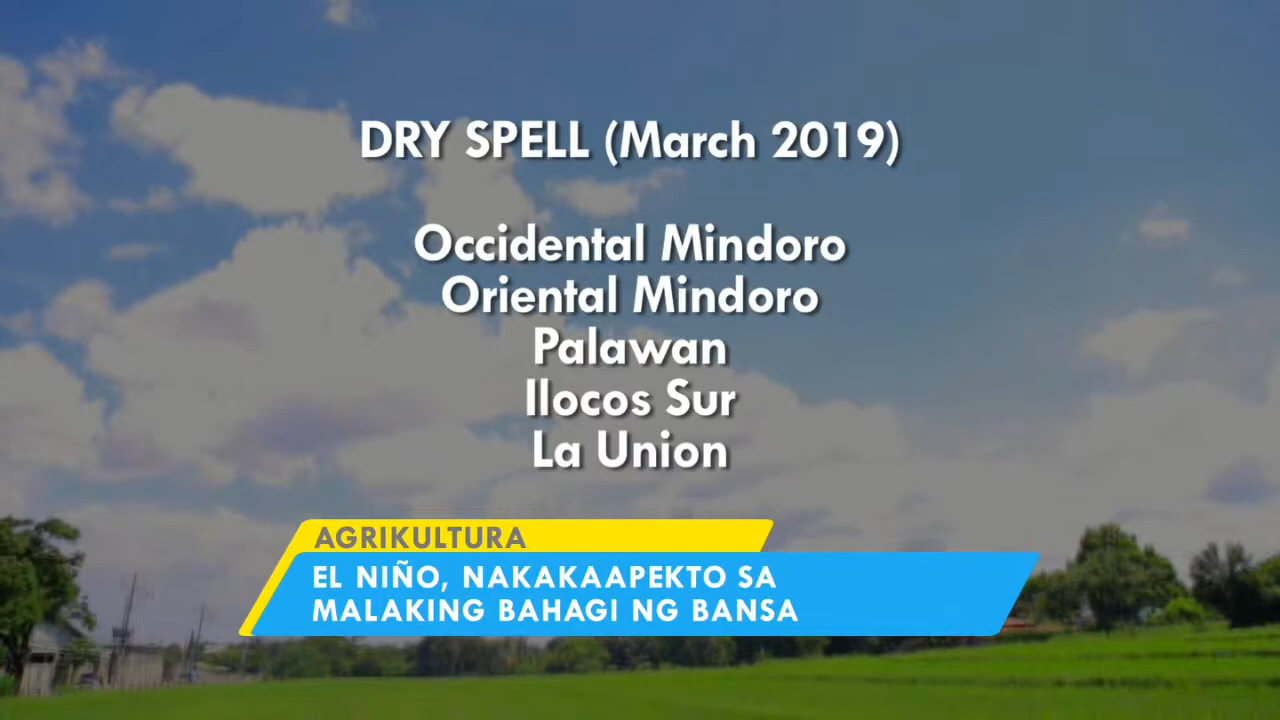 DRY SPELL (March 2019)
Occidental Mindoro
Oriental Mindoro
Palawan
Ilocos Sur
La Union
AGRIKULTURA
EL NIÑO, NAKAKAAPEKTO SA
MALAKING BAHAGI NG BANSA